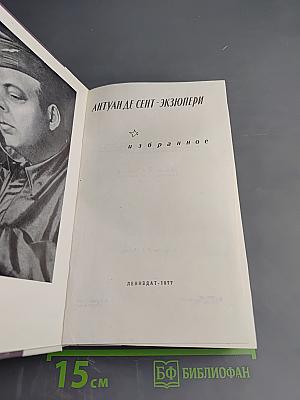 АНТУАН ДЕ СЕНТ-ЭКЗЮПЕРИ
избранное
ЛЕНИЗДАТ-1977
15 см
БФ БИБЛИОФАН